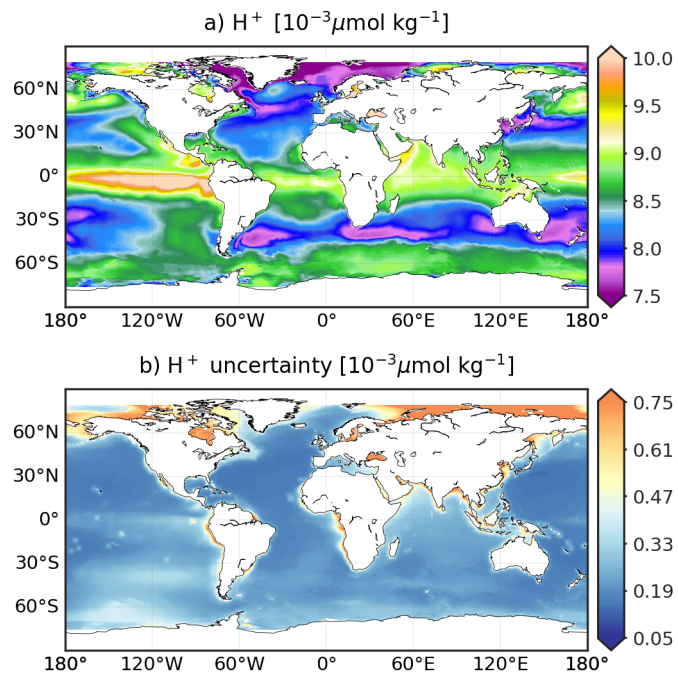 a) H⁺ [10⁻³μmol kg⁻¹]
60°N
30°N
0°
30°S
60°S
180°
120°W
60°W
0°
60°E
120°E
180°
10.0
9.5
9.0
8.5
8.0
7.5
b) H⁺ uncertainty [10⁻³μmol kg⁻¹]
60°N
30°N
0°
30°S
60°S
180°
120°W
60°W
0°
60°E
120°E
180°
0.75
0.61
0.47
0.33
0.19
0.05